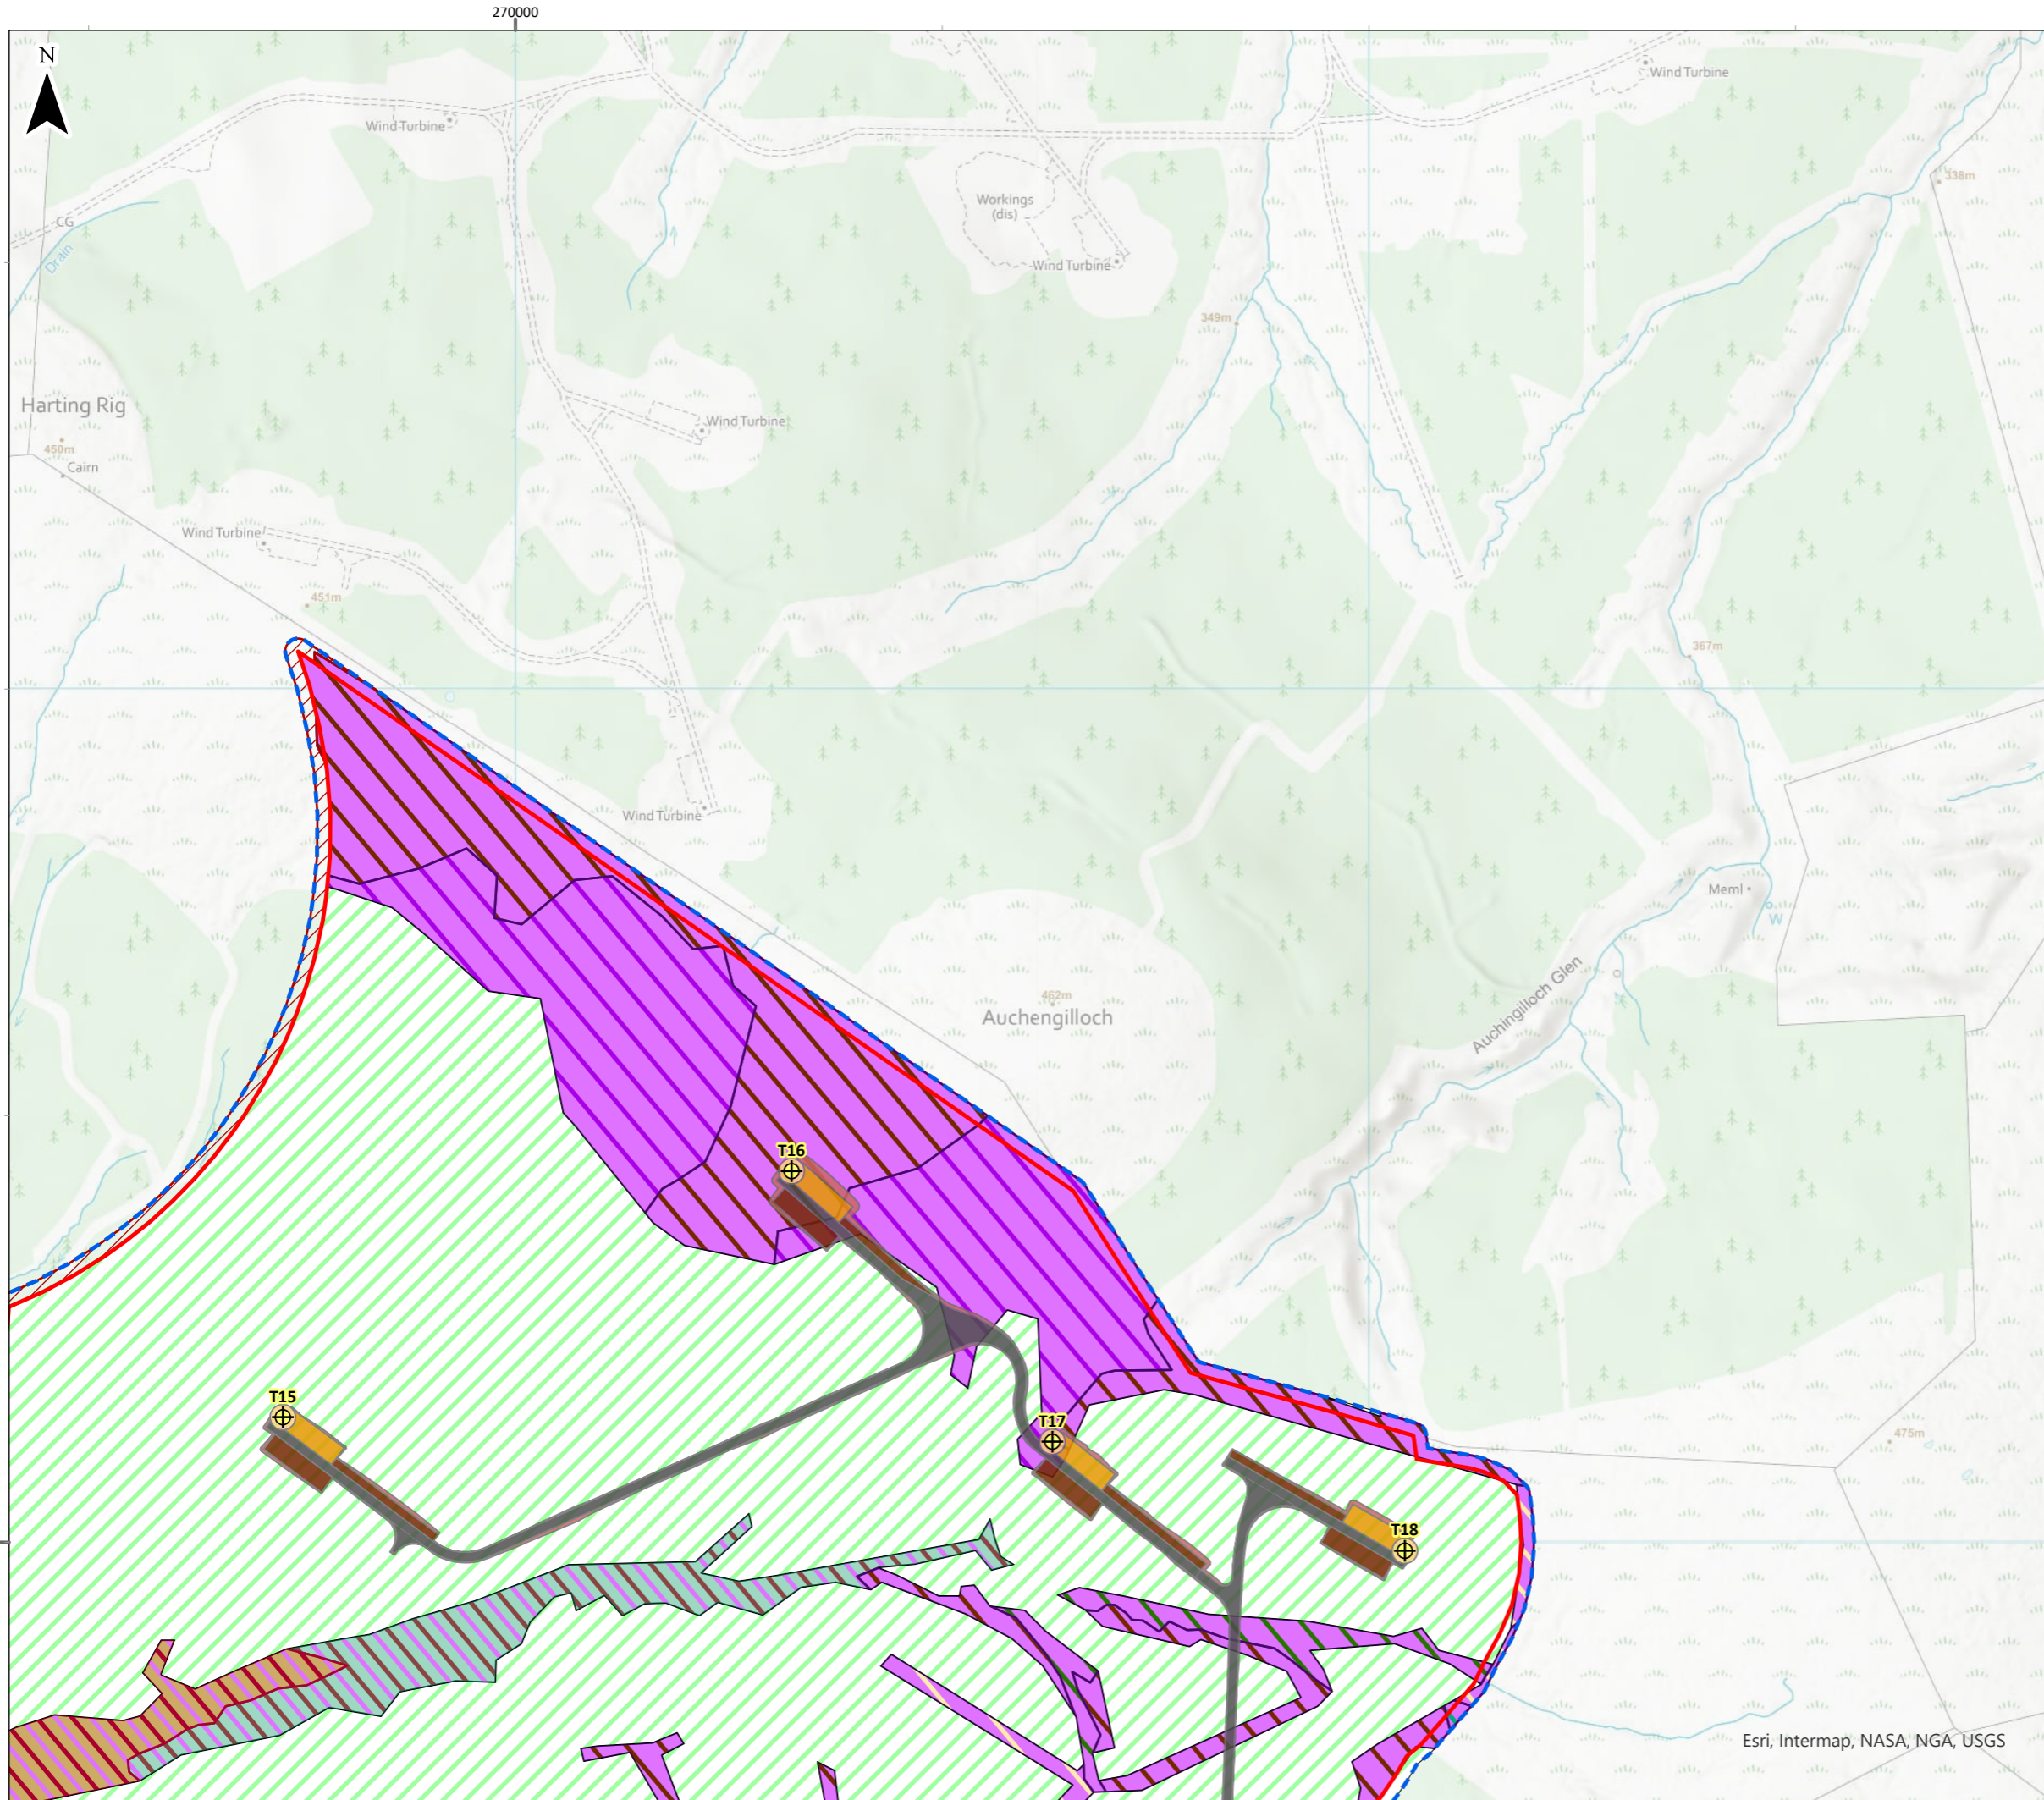 270000
N
Wind Turbine
Wind Turbine
338m
CG
Workings
(dis)
Drain
Wind Turbine
349m
Harting Rig
Wind Turbine
450m
Cairn
Wind Turbine
451m
367m
Wind Turbine
Meml
W
462m
Auchengilloch
Auchingilloch Glen
T16
T15
T17
475m
T18
Esri, Intermap, NASA, NGA, USGS